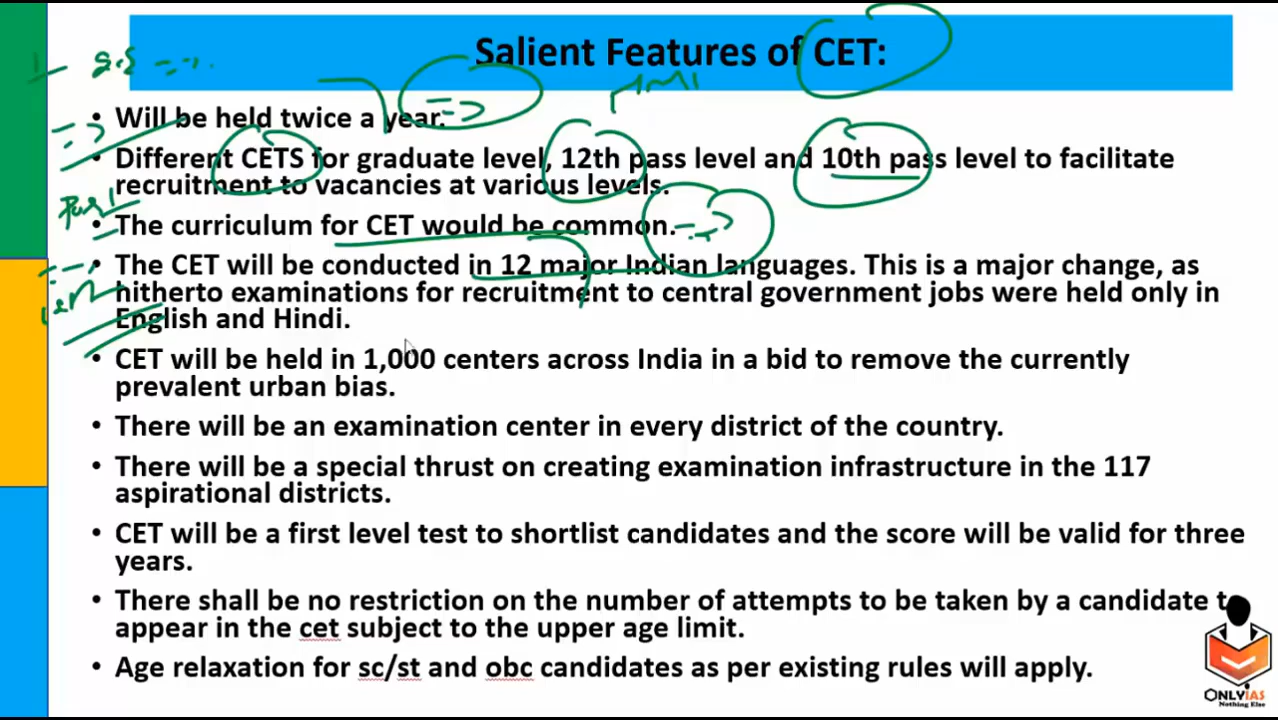 Salient Features of CET:
• Will be held twice a year.
• Different CETS for graduate level, 12th pass level and 10th pass level to facilitate
recruitment to vacancies at various levels.
• The curriculum for CET would be common.
• The CET will be conducted in 12 major Indian languages. This is a major change, as
hitherto examinations for recruitment to central government jobs were held only in
English and Hindi.
• CET will be held in 1,000 centers across India in a bid to remove the currently
prevalent urban bias.
• There will be an examination center in every district of the country.
• There will be a special thrust on creating examination infrastructure in the 117
aspirational districts.
• CET will be a first level test to shortlist candidates and the score will be valid for three
years.
• There shall be no restriction on the number of attempts to be taken by a candidate
appear in the cet subject to the upper age limit.
• Age relaxation for sc/st and obc candidates as per existing rules will apply.
ONLYIAS
Nothing Else